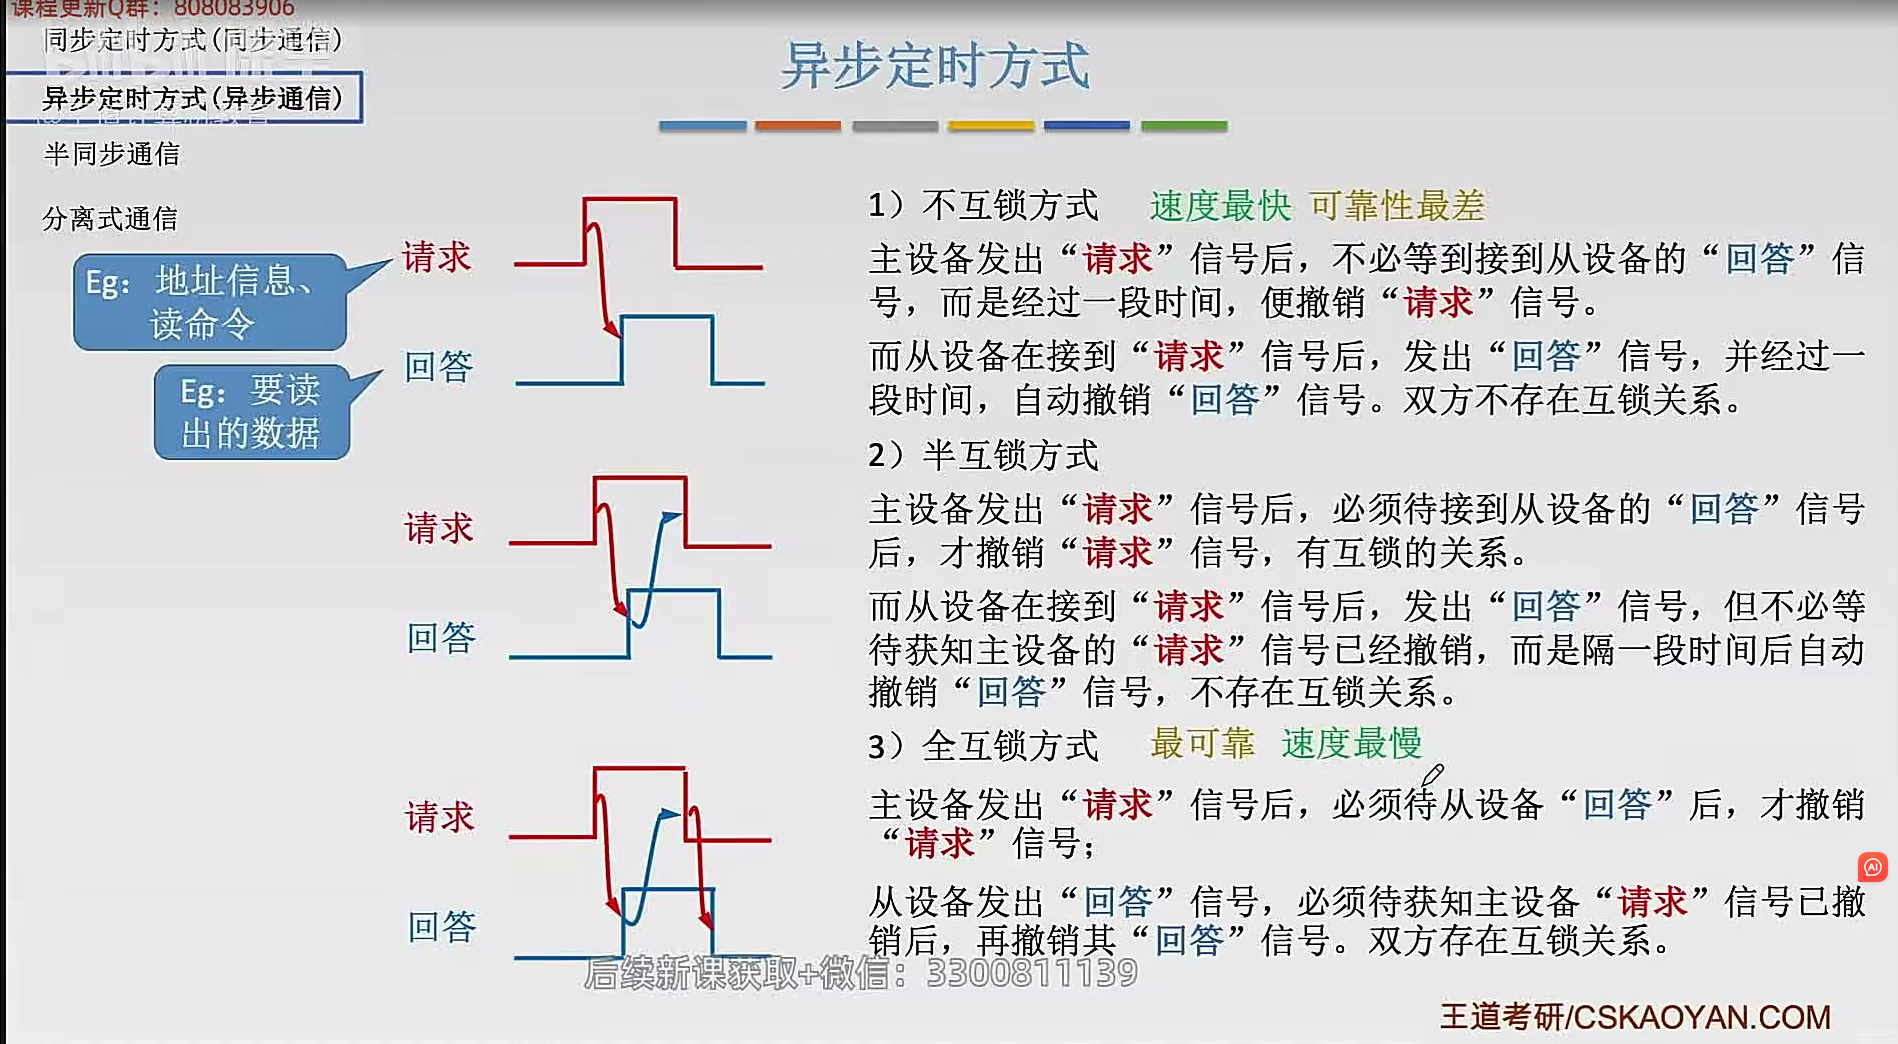 课程更新Q群：808083906
同步定时方式(同步通信)
异步定时方式(异步通信)
半同步通信
分离式通信
异步定时方式
请求
Eg：地址信息、
读命令
回答
Eg：要读
出的数据
1）不互锁方式 速度最快 可靠性最差
主设备发出“请求”信号后，不必等到接到从设备的“回答”信
号，而是经过一段时间，便撤销“请求”信号。
而从设备在接到“请求”信号后，发出“回答”信号，并经过一
段时间，自动撤销“回答”信号。双方不存在互锁关系。
请求
回答
2）半互锁方式
主设备发出“请求”信号后，必须待接到从设备的“回答”信号
后，才撤销“请求”信号，有互锁的关系。
而从设备在接到“请求”信号后，发出“回答”信号，但不必等
待获知主设备的“请求”信号已经撤销，而是隔一段时间后自动
撤销“回答”信号，不存在互锁关系。
请求
回答
3）全互锁方式 最可靠 速度最慢
主设备发出“请求”信号后，必须待从设备“回答”后，才撤销
“请求”信号；
从设备发出“回答”信号，必须待获知主设备“请求”信号已撤
销后，再撤销其“回答”信号。双方存在互锁关系。
后续新课获取+微信：3300811139
王道考研/CSKAOYAN.COM
AI